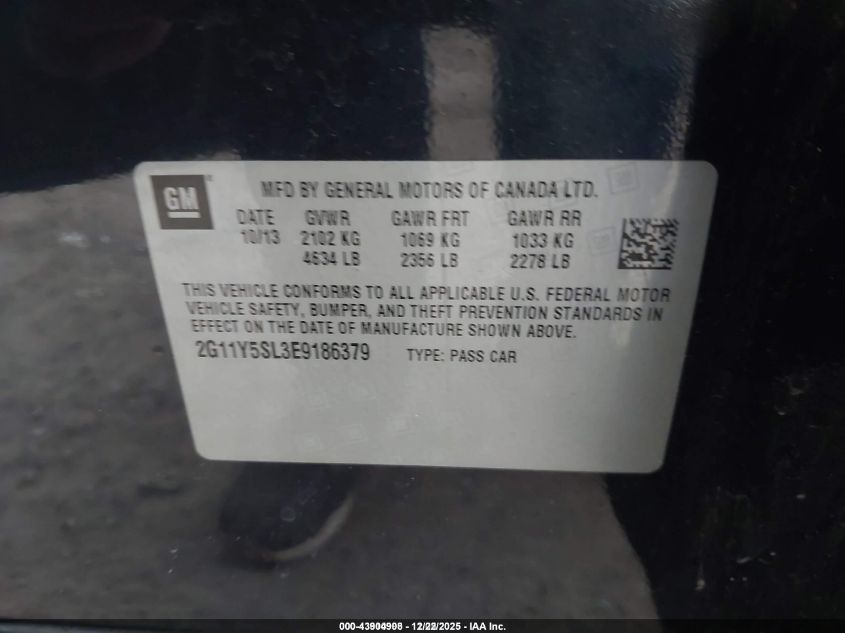 GM
MFD BY GENERAL MOTORS OF CANADA LTD.
DATE GVWR GAWR FRT GAWR RR
10/13 2102 KG 1069 KG 1033 KG
4634 LB 2356 LB 2278 LB
THIS VEHICLE CONFORMS TO ALL APPLICABLE U.S. FEDERAL MOTOR
VEHICLE SAFETY, BUMPER, AND THEFT PREVENTION STANDARDS IN
EFFECT ON THE DATE OF MANUFACTURE SHOWN ABOVE.
2G11Y5SL3E9186379 TYPE: PASS CAR
000-43904908 - 12/22/2025 - IAA Inc.